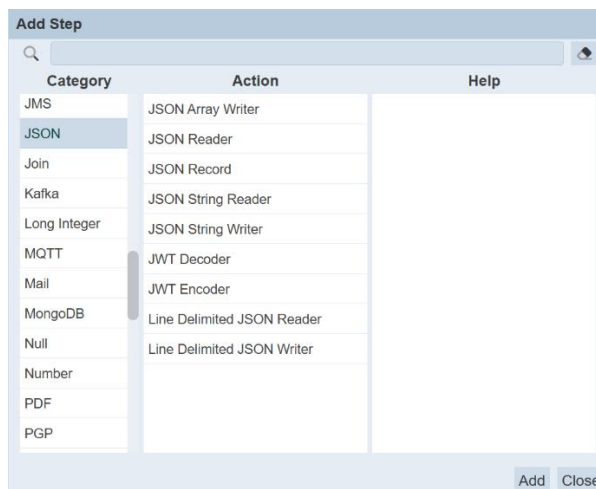 Add Step
Category Action Help
JMS
JSON
Join
Kafka
Long Integer
MQTT
Mail
MongoDB
Null
Number
PDF
PGP
JSON Array Writer
JSON Reader
JSON Record
JSON String Reader
JSON String Writer
JWT Decoder
JWT Encoder
Line Delimited JSON Reader
Line Delimited JSON Writer
Add Close